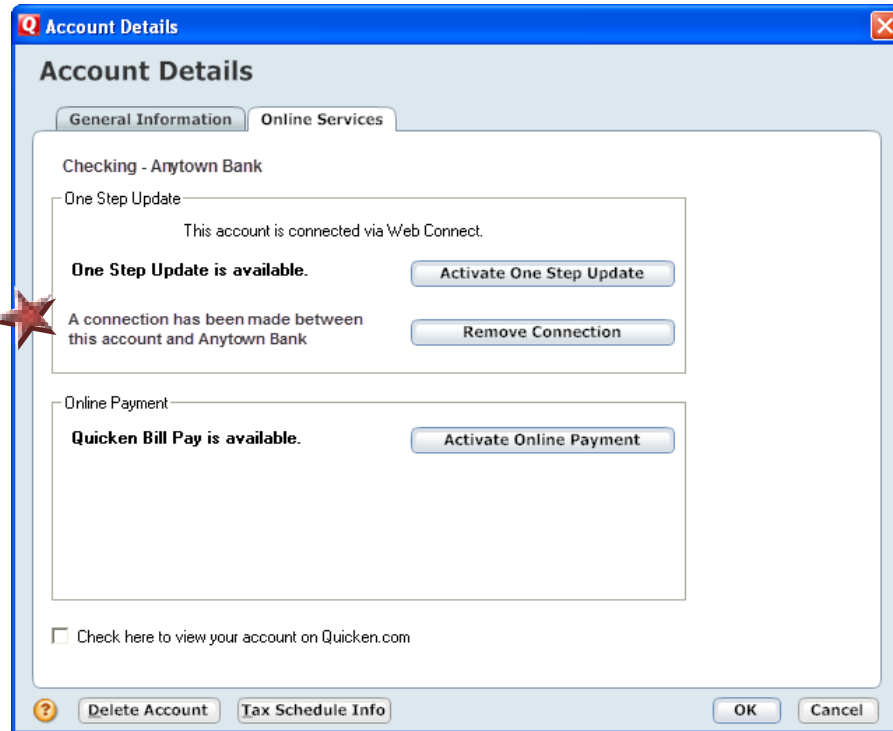 Q Account Details
Account Details
General Information Online Services
Checking - Anytown Bank
One Step Update
This account is connected via Web Connect.
One Step Update is available. Activate One Step Update
A connection has been made between
this account and Anytown Bank Remove Connection
Online Payment
Quicken Bill Pay is available. Activate Online Payment
Check here to view your account on Quicken.com
? Delete Account Tax Schedule Info OK Cancel